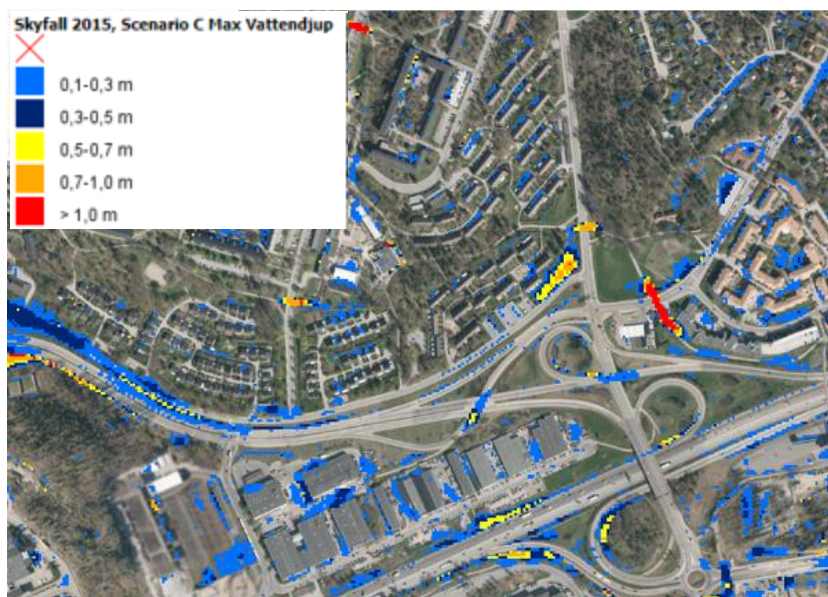 Skyfall 2015, Scenario C Max Vattendjup
0,1-0,3 m
0,3-0,5 m
0,5-0,7 m
0,7-1,0 m
> 1,0 m